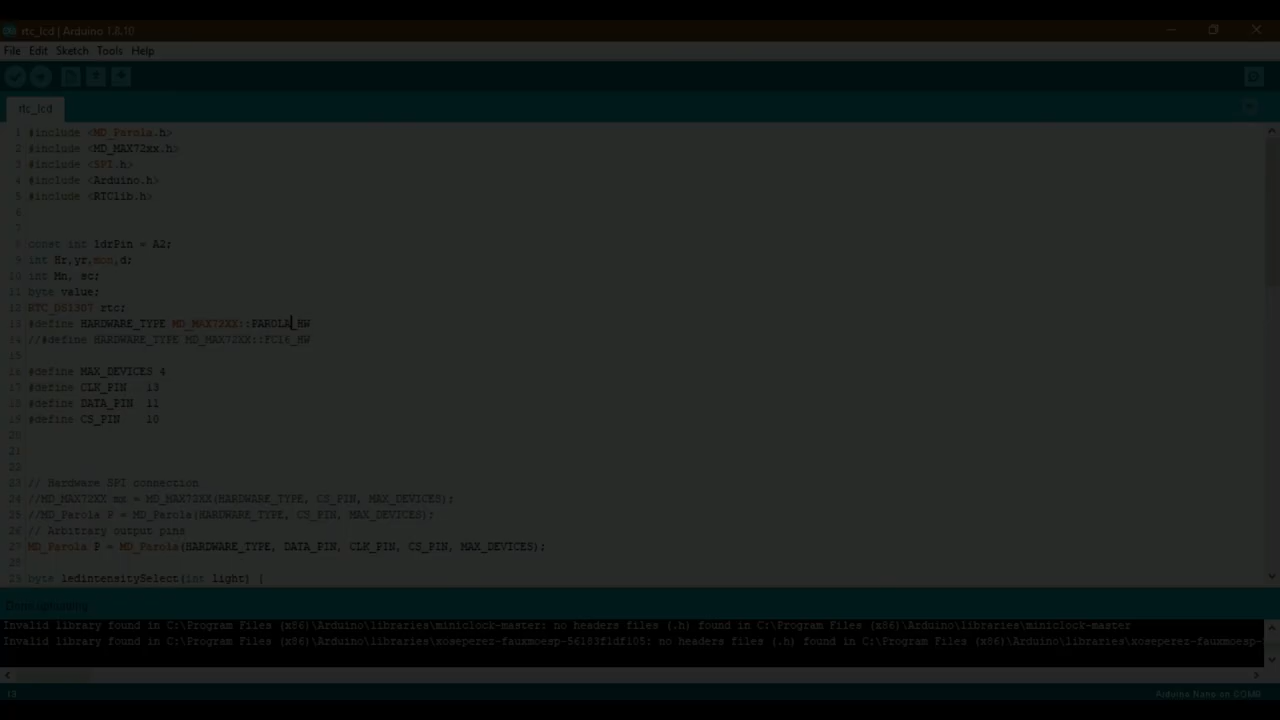 rtc_lcd | Arduino 1.8.10
File Edit Sketch Tools Help
rtc_lcd
1 #include <MD_Parola.h>
2 #include <MD_MAX72xx.h>
3 #include <SPI.h>
4 #include <Arduino.h>
5 #include <RTClib.h>
6
7
8 const int ldrPin = A2;
9 int Hr,yr,mon,d;
10 int Mn, sc;
11 byte value;
12 RTC_DS1307 rtc;
13 #define HARDWARE_TYPE MD_MAX72XX::PAROLA_HW
14 //#define HARDWARE_TYPE MD_MAX72XX::FC16_HW
15
16 #define MAX_DEVICES 4
17 #define CLK_PIN 13
18 #define DATA_PIN 11
19 #define CS_PIN 10
20
21
22
23 // Hardware SPI connection
24 //MD_MAX72XX mx = MD_MAX72XX(HARDWARE_TYPE, CS_PIN, MAX_DEVICES);
25 //MD_Parola P = MD_Parola(HARDWARE_TYPE, CS_PIN, MAX_DEVICES);
26 // Arbitrary output pins
27 MD_Parola P = MD_Parola(HARDWARE_TYPE, DATA_PIN, CLK_PIN, CS_PIN, MAX_DEVICES);
28
29 byte ledintensitySelect(int light) {
Done uploading.
Invalid library found in C:\Program Files (x86)\Arduino\libraries\miniclock-master: no headers files (.h) found in C:\Program Files (x86)\Arduino\libraries\miniclock-master
Invalid library found in C:\Program Files (x86)\Arduino\libraries\xoseperez-fauxmoesp-56183f1df105: no headers files (.h) found in C:\Program Files (x86)\Arduino\libraries\xoseperez-fauxmoesp-
13
Arduino Nano on COM8